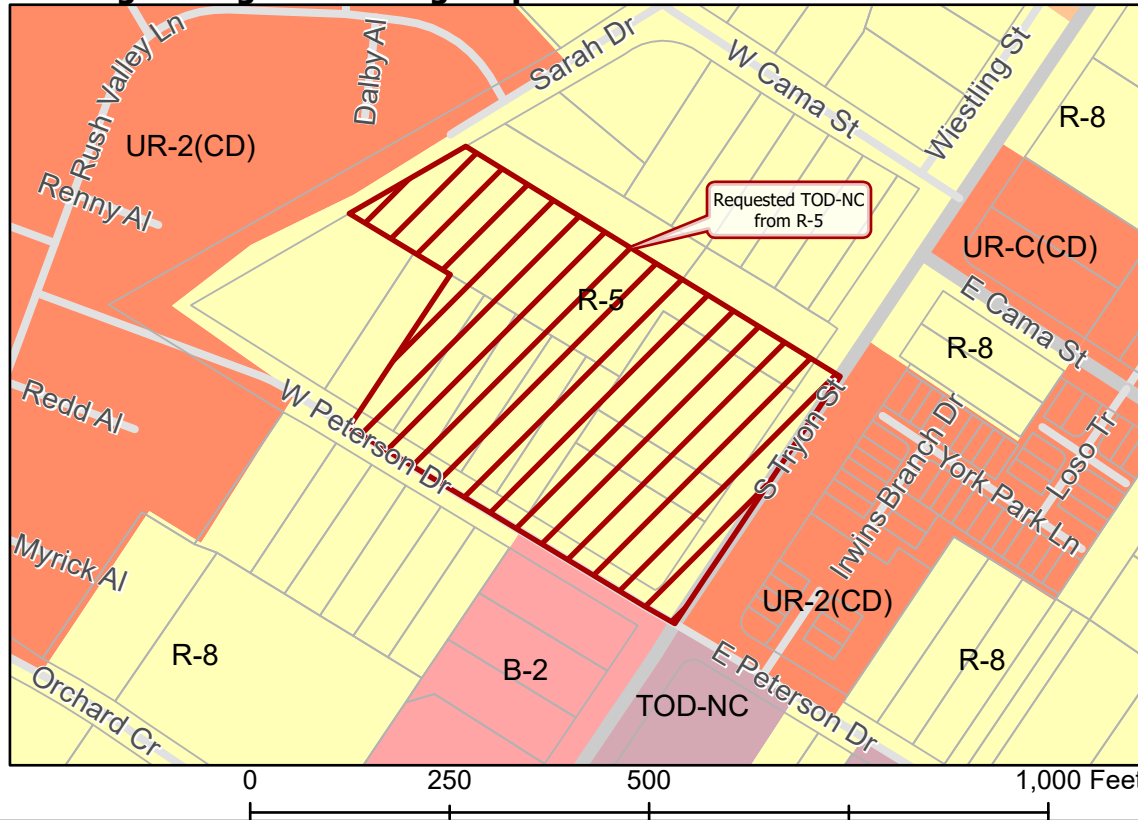 Rush Valley Ln
Dalby Al
Sarah Dr
W Cama St
Wiestling St
R-8
UR-2(CD)
Renny Al
Requested TOD-NC
from R-5
UR-C(CD)
R-5
E Cama St
R-8
Redd Al
W Peterson Dr
S Tryon St
Irwins Branch Dr
York Park Ln
Loso Tr
Myrick Al
UR-2(CD)
R-8
B-2
R-8
E Peterson Dr
TOD-NC
Orchard Cr
0 250 500 1,000 Feet